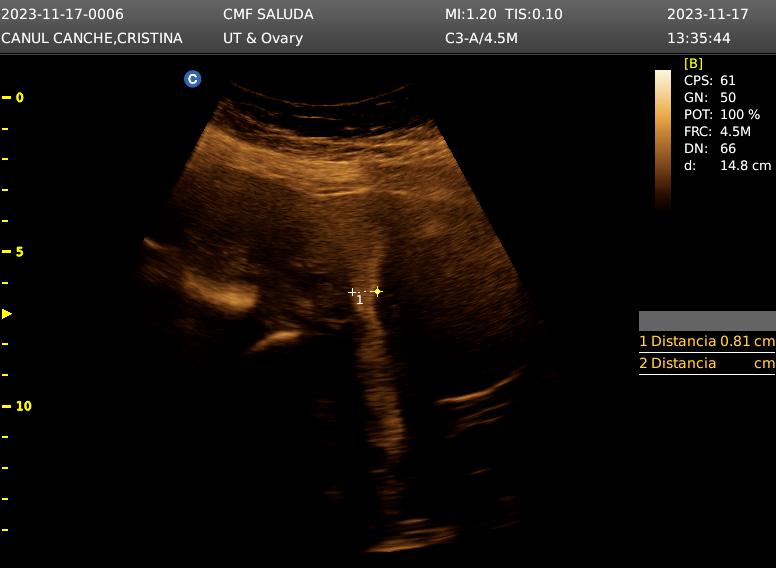 2023-11-17-0006 CMF SALUDA MI:1.20 TIS:0.10 2023-11-17
CANUL CANCHE,CRISTINA UT & Ovary C3-A/4.5M 13:35:44
[B]
CPS: 61
GN: 50
POT: 100 %
FRC: 4.5M
DN: 66
d: 14.8 cm
C
0
5
10
1
1 Distancia 0.81 cm
2 Distancia cm